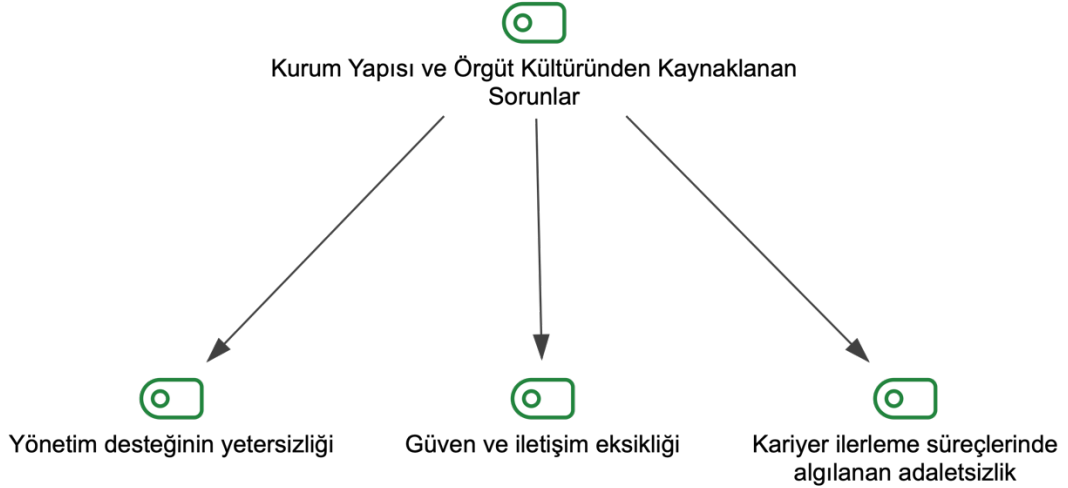 Kurum Yapısı ve Örgüt Kültüründen Kaynaklanan
Sorunlar
Yönetim desteğinin yetersizliği
Güven ve iletişim eksikliği
Kariyer ilerleme süreçlerinde
algılanan adaletsizlik